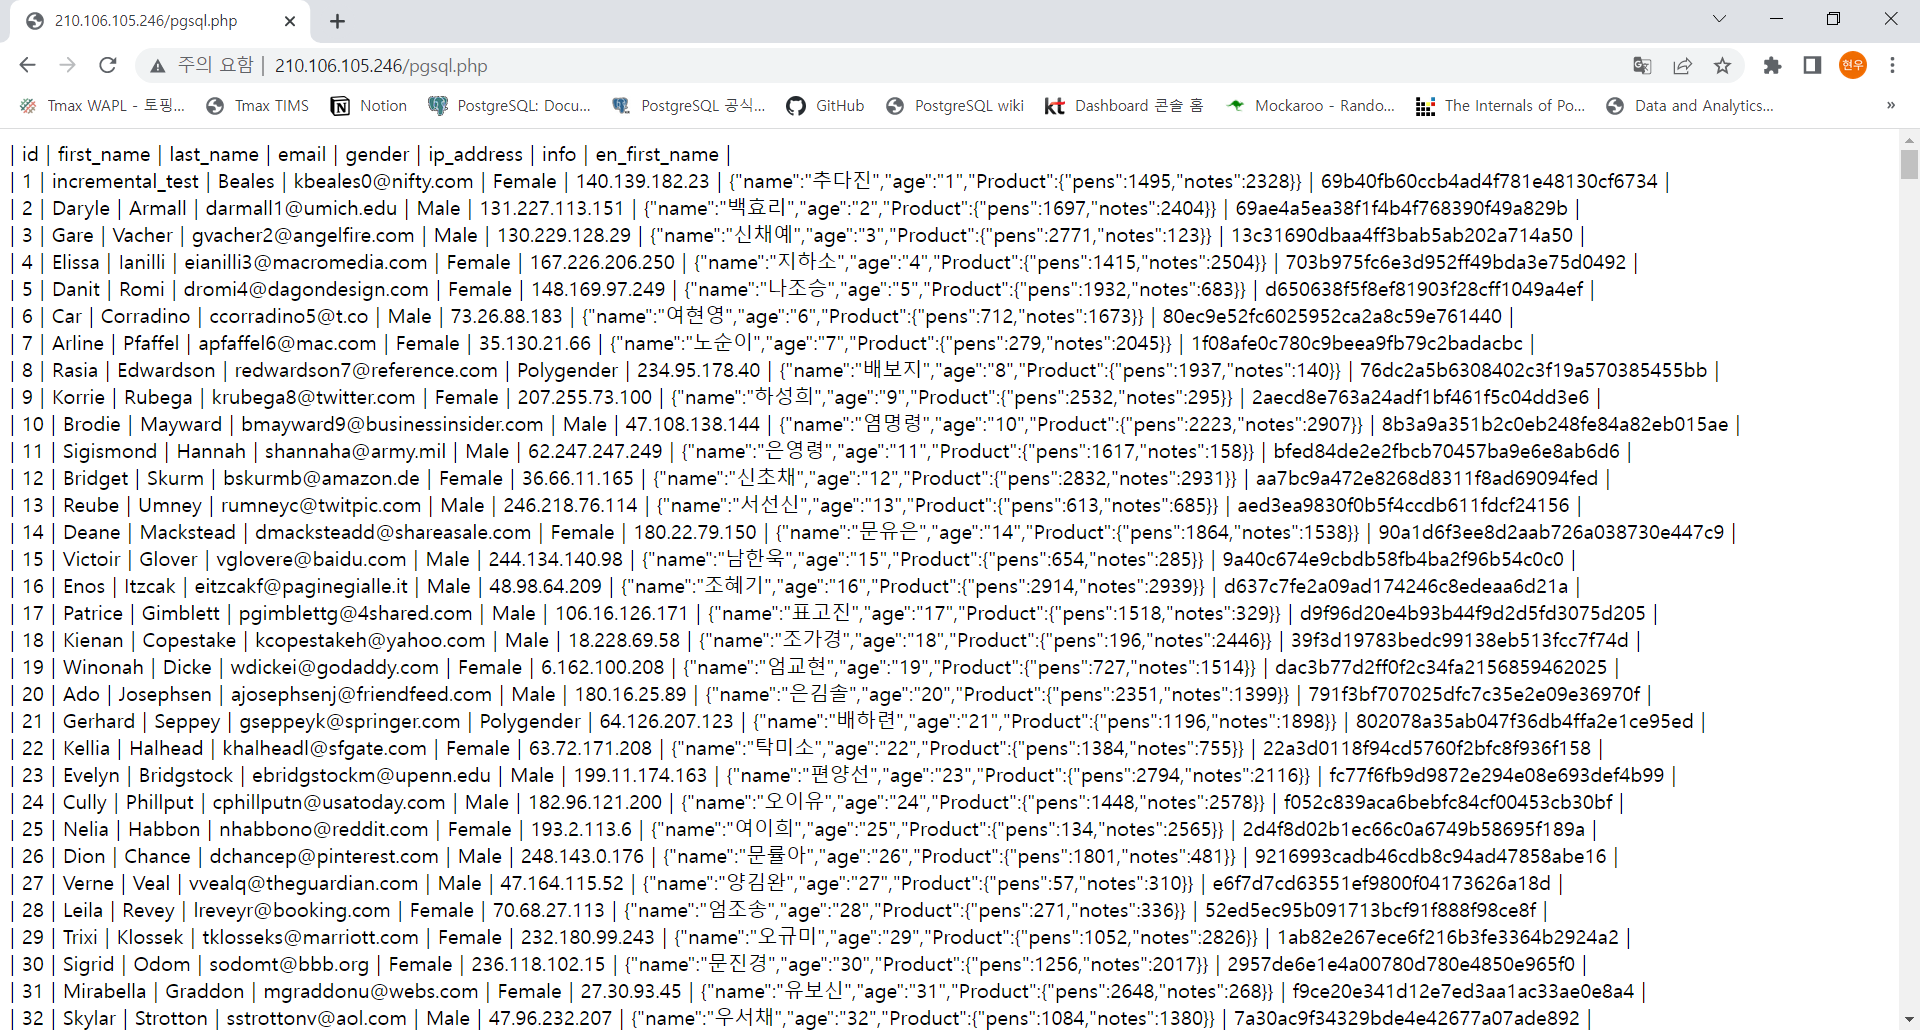 210.106.105.246/pgsql.php
주의 요함 | 210.106.105.246/pgsql.php
현우
Tmax WAPL - 토핑... Tmax TIMS Notion PostgreSQL: Docu... PostgreSQL 공식... GitHub PostgreSQL wiki kt Dashboard 콘솔 홈 Mockaroo - Rando... The Internals of Po... Data and Analytics... »
| id | first_name | last_name | email | gender | ip_address | info | en_first_name |
| 1 | incremental_test | Beales | kbeales0@nifty.com | Female | 140.139.182.23 | {"name":"추다진","age":"1","Product":{"pens":1495,"notes":2328}} | 69b40fb60ccb4ad4f781e48130cf6734 |
| 2 | Daryle | Armall | darmall1@umich.edu | Male | 131.227.113.151 | {"name":"백효리","age":"2","Product":{"pens":1697,"notes":2404}} | 69ae4a5ea38f1f4b4f768390f49a829b |
| 3 | Gare | Vacher | gvacher2@angelfire.com | Male | 130.229.128.29 | {"name":"신채예","age":"3","Product":{"pens":2771,"notes":123}} | 13c31690dbaa4ff3bab5ab202a714a50 |
| 4 | Elissa | Ianilli | eianilli3@macromedia.com | Female | 167.226.206.250 | {"name":"지하소","age":"4","Product":{"pens":1415,"notes":2504}} | 703b975fc6e3d952ff49bda3e75d0492 |
| 5 | Danit | Romi | dromi4@dagondesign.com | Female | 148.169.97.249 | {"name":"나조승","age":"5","Product":{"pens":1932,"notes":683}} | d650638f5f8ef81903f28cff1049a4ef |
| 6 | Car | Corradino | ccorradino5@t.co | Male | 73.26.88.183 | {"name":"여현영","age":"6","Product":{"pens":712,"notes":1673}} | 80ec9e52fc6025952ca2a8c59e761440 |
| 7 | Arline | Pfaffel | apfaffel6@mac.com | Female | 35.130.21.66 | {"name":"노순이","age":"7","Product":{"pens":279,"notes":2045}} | 1f08afe0c780c9beea9fb79c2badacbc |
| 8 | Rasia | Edwardson | redwardson7@reference.com | Polygender | 234.95.178.40 | {"name":"배보지","age":"8","Product":{"pens":1937,"notes":140}} | 76dc2a5b6308402c3f19a570385455bb |
| 9 | Korrie | Rubega | krubega8@twitter.com | Female | 207.255.73.100 | {"name":"하성희","age":"9","Product":{"pens":2532,"notes":295}} | 2aecd8e763a24adf1bf461f5c04dd3e6 |
| 10 | Brodie | Mayward | bmayward9@businessinsider.com | Male | 47.108.138.144 | {"name":"염명령","age":"10","Product":{"pens":2223,"notes":2907}} | 8b3a9a351b2c0eb248fe84a82eb015ae |
| 11 | Sigismond | Hannah | shannaha@army.mil | Male | 62.247.247.249 | {"name":"은영령","age":"11","Product":{"pens":1617,"notes":158}} | bfed84de2e2fbcb70457ba9e6e8ab6d6 |
| 12 | Bridget | Skurm | bskurmb@amazon.de | Female | 36.66.11.165 | {"name":"신초채","age":"12","Product":{"pens":2832,"notes":2931}} | aa7bc9a472e8268d8311f8ad69094fed |
| 13 | Reube | Umney | rumneyc@twitpic.com | Male | 246.218.76.114 | {"name":"서선신","age":"13","Product":{"pens":613,"notes":685}} | aed3ea9830f0b5f4ccdb611fdcf24156 |
| 14 | Deane | Mackstead | dmacksteadd@shareasale.com | Female | 180.22.79.150 | {"name":"문유은","age":"14","Product":{"pens":1864,"notes":1538}} | 90a1d6f3ee8d2aab726a038730e447c9 |
| 15 | Victoir | Glover | vglovere@baidu.com | Male | 244.134.140.98 | {"name":"남한욱","age":"15","Product":{"pens":654,"notes":285}} | 9a40c674e9cbdb58fb4ba2f96b54c0c0 |
| 16 | Enos | Itzcak | eitzcakf@paginegialle.it | Male | 48.98.64.209 | {"name":"조혜기","age":"16","Product":{"pens":2914,"notes":2939}} | d637c7fe2a09ad174246c8edeaa6d21a |
| 17 | Patrice | Gimblett | pgimblettg@4shared.com | Male | 106.16.126.171 | {"name":"표고진","age":"17","Product":{"pens":1518,"notes":329}} | d9f96d20e4b93b44f9d2d5fd3075d205 |
| 18 | Kienan | Copestake | kcopestakeh@yahoo.com | Male | 18.228.69.58 | {"name":"조가경","age":"18","Product":{"pens":196,"notes":2446}} | 39f3d19783bedc99138eb513fcc7f74d |
| 19 | Winonah | Dicke | wdickei@godaddy.com | Female | 6.162.100.208 | {"name":"엄교현","age":"19","Product":{"pens":727,"notes":1514}} | dac3b77d2ff0f2c34fa2156859462025 |
| 20 | Ado | Josephsen | ajosephsenj@friendfeed.com | Male | 180.16.25.89 | {"name":"은김솔","age":"20","Product":{"pens":2351,"notes":1399}} | 791f3bf707025dfc7c35e2e09e36970f |
| 21 | Gerhard | Seppey | gseppeyk@springer.com | Polygender | 64.126.207.123 | {"name":"배하련","age":"21","Product":{"pens":1196,"notes":1898}} | 802078a35ab047f36db4ffa2e1ce95ed |
| 22 | Kellia | Halhead | khalheadl@sfgate.com | Female | 63.72.171.208 | {"name":"탁미소","age":"22","Product":{"pens":1384,"notes":755}} | 22a3d0118f94cd5760f2bfc8f936f158 |
| 23 | Evelyn | Bridgstock | ebridgstockm@upenn.edu | Male | 199.11.174.163 | {"name":"편양선","age":"23","Product":{"pens":2794,"notes":2116}} | fc77f6fb9d9872e294e08e693def4b99 |
| 24 | Cully | Phillput | cphillputn@usatoday.com | Male | 182.96.121.200 | {"name":"오이유","age":"24","Product":{"pens":1448,"notes":2578}} | f052c839aca6bebfc84cf00453cb30bf |
| 25 | Nelia | Habbon | nhabbono@reddit.com | Female | 193.2.113.6 | {"name":"여이희","age":"25","Product":{"pens":134,"notes":2565}} | 2d4f8d02b1ec66c0a6749b58695f189a |
| 26 | Dion | Chance | dchancep@pinterest.com | Male | 248.143.0.176 | {"name":"문률아","age":"26","Product":{"pens":1801,"notes":481}} | 9216993cadb46cdb8c94ad47858abe16 |
| 27 | Verne | Veal | vvealq@theguardian.com | Male | 47.164.115.52 | {"name":"양김완","age":"27","Product":{"pens":57,"notes":310}} | e6f7d7cd63551ef9800f04173626a18d |
| 28 | Leila | Revey | lreveyr@booking.com | Female | 70.68.27.113 | {"name":"엄조송","age":"28","Product":{"pens":271,"notes":336}} | 52ed5ec95b091713bcf91f888f98ce8f |
| 29 | Trixi | Klossek | tklosseks@marriott.com | Female | 232.180.99.243 | {"name":"오규미","age":"29","Product":{"pens":1052,"notes":2826}} | 1ab82e267ece6f216b3fe3364b2924a2 |
| 30 | Sigrid | Odom | sodomt@bbb.org | Female | 236.118.102.15 | {"name":"문진경","age":"30","Product":{"pens":1256,"notes":2017}} | 2957de6e1e4a00780d780e4850e965f0 |
| 31 | Mirabella | Graddon | mgraddonu@webs.com | Female | 27.30.93.45 | {"name":"유보신","age":"31","Product":{"pens":2648,"notes":268}} | f9ce20e341d12e7ed3aa1ac33ae0e8a4 |
| 32 | Skylar | Strotton | sstrottonv@aol.com | Male | 47.96.232.207 | {"name":"우서채","age":"32","Product":{"pens":1084,"notes":1380}} | 7a30ac9f34329bde4e42677a07ade892 |